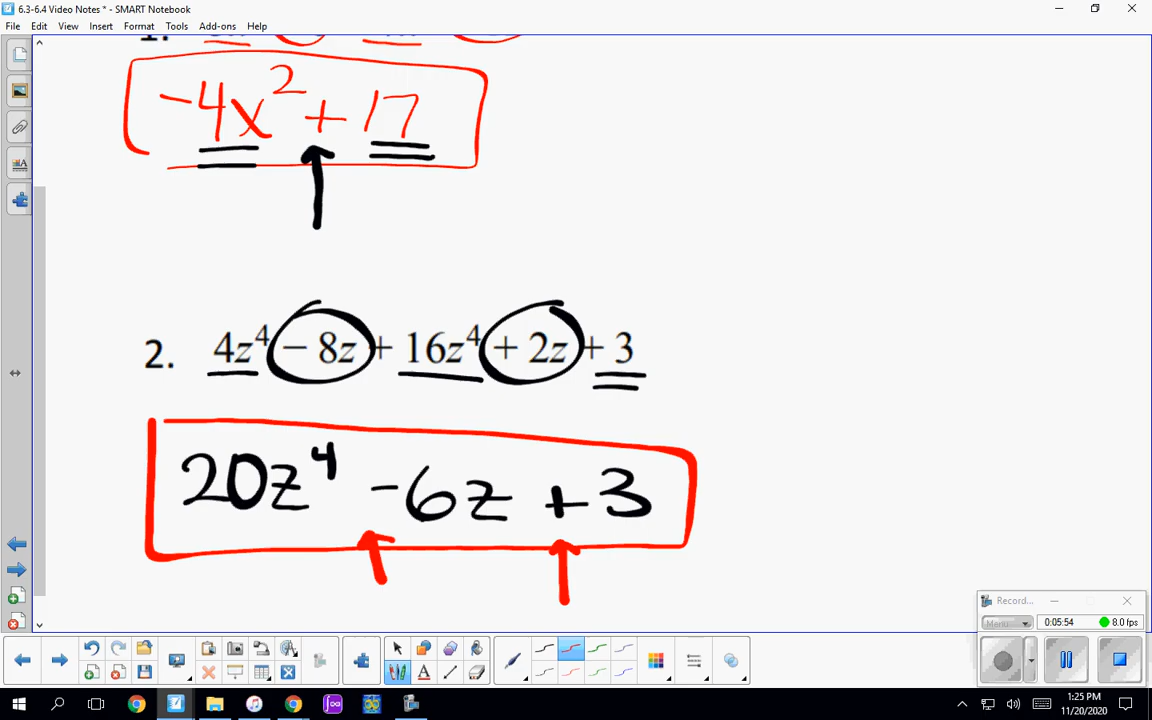 6.3-6.4 Video Notes * - SMART Notebook
File Edit View Insert Format Tools Add-ons Help
1.
-4x² + 17
2. 4z⁴ − 8z + 16z⁴ + 2z + 3
20z⁴ -6z +3
Record...
Menu 0:05:54 8.0 fps
A
1:25 PM
11/20/2020